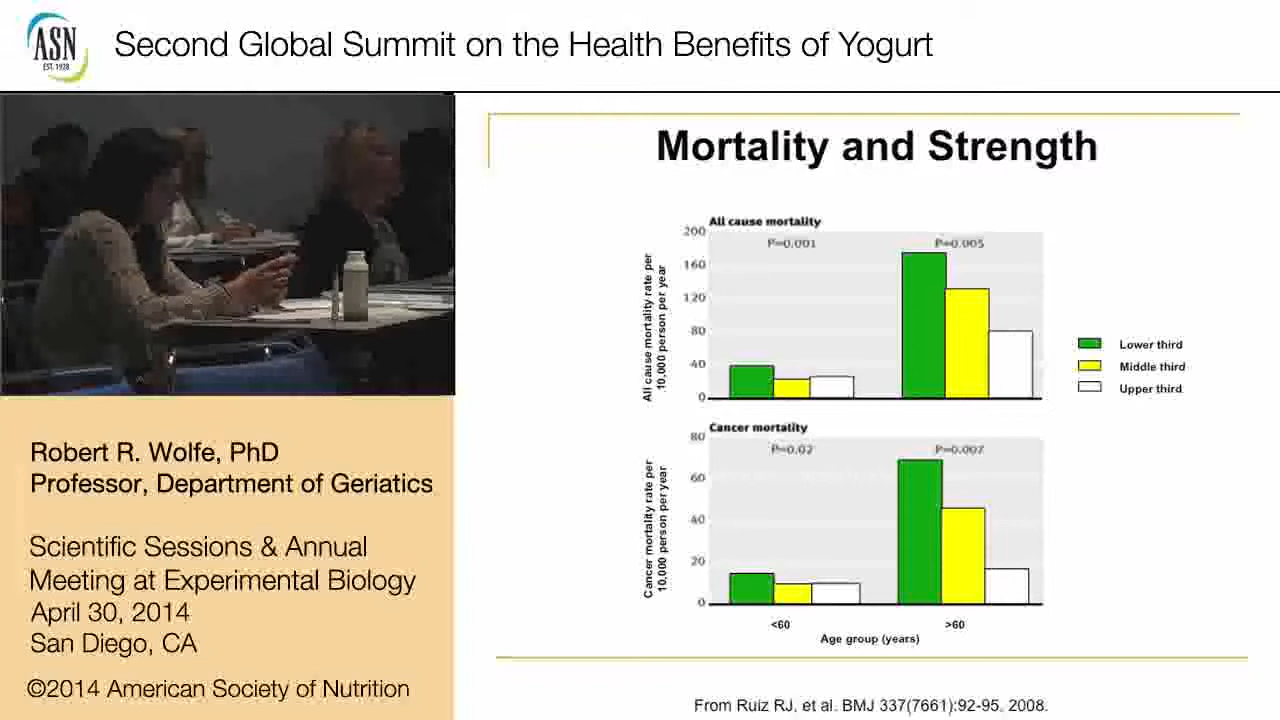 ASN
EST. 1928
Second Global Summit on the Health Benefits of Yogurt
Robert R. Wolfe, PhD
Professor, Department of Geriatics
Scientific Sessions & Annual
Meeting at Experimental Biology
April 30, 2014
San Diego, CA
©2014 American Society of Nutrition
Mortality and Strength
All cause mortality
All cause mortality rate per
10,000 person per year
200
160
120
80
40
0
P=0.001
P=0.005
Lower third
Middle third
Upper third
Cancer mortality
Cancer mortality rate per
10,000 person per year
80
60
40
20
0
P=0.02
P=0.007
<60
>60
Age group (years)
From Ruiz RJ, et al. BMJ 337(7661):92-95, 2008.